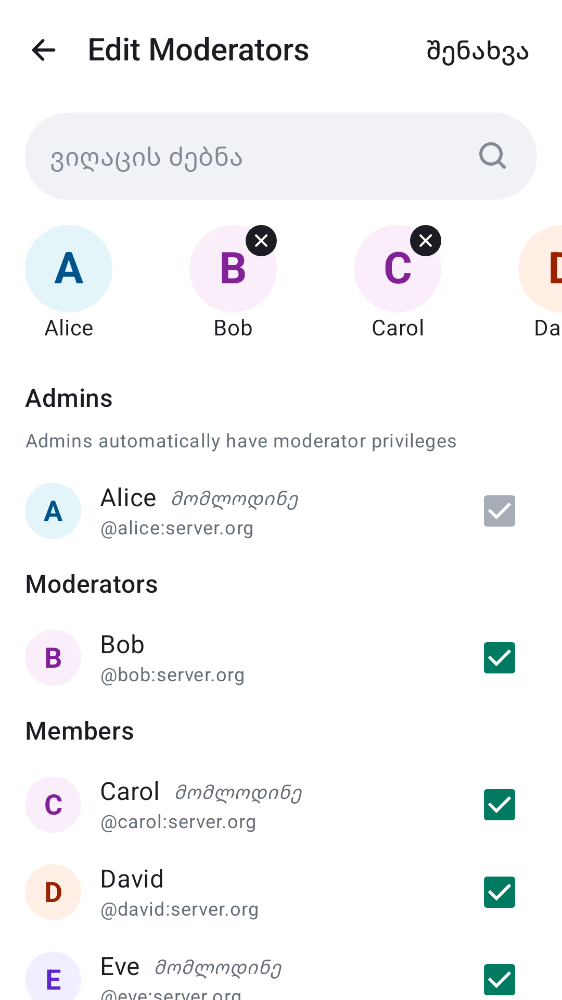 Edit Moderators შენახვა
ვიღაცის ძებნა
A B C D
Alice Bob Carol Da
Admins
Admins automatically have moderator privileges
A Alice მომლოდინე
@alice:server.org
Moderators
B Bob
@bob:server.org
Members
C Carol მომლოდინე
@carol:server.org
D David
@david:server.org
E Eve მომლოდინე
@eve:server.org